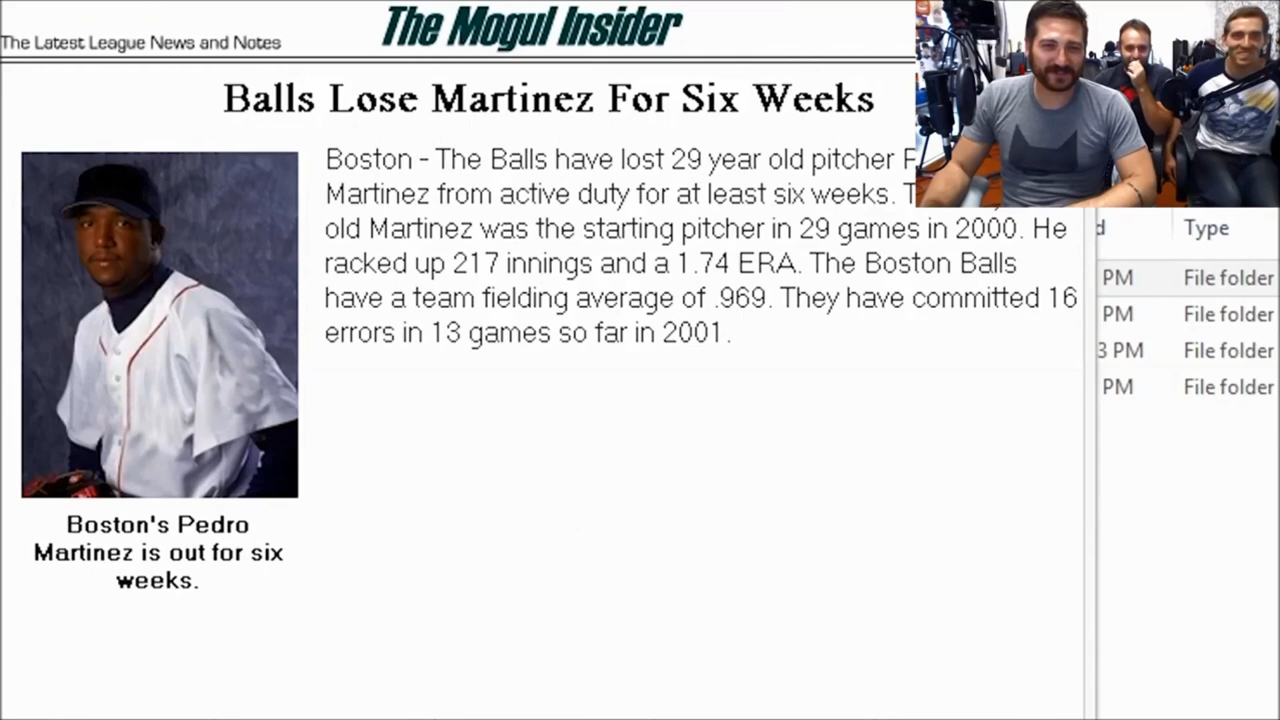 The Mogul Insider
The Latest League News and Notes
Balls Lose Martinez For Six Weeks
Boston - The Balls have lost 29 year old pitcher
Martinez from active duty for at least six weeks.
old Martinez was the starting pitcher in 29 games in 2000. He
racked up 217 innings and a 1.74 ERA. The Boston Balls
have a team fielding average of .969. They have committed 16
errors in 13 games so far in 2001.
Boston's Pedro
Martinez is out for six
weeks.
Type
PM File folder
PM File folder
3 PM File folder
PM File folder